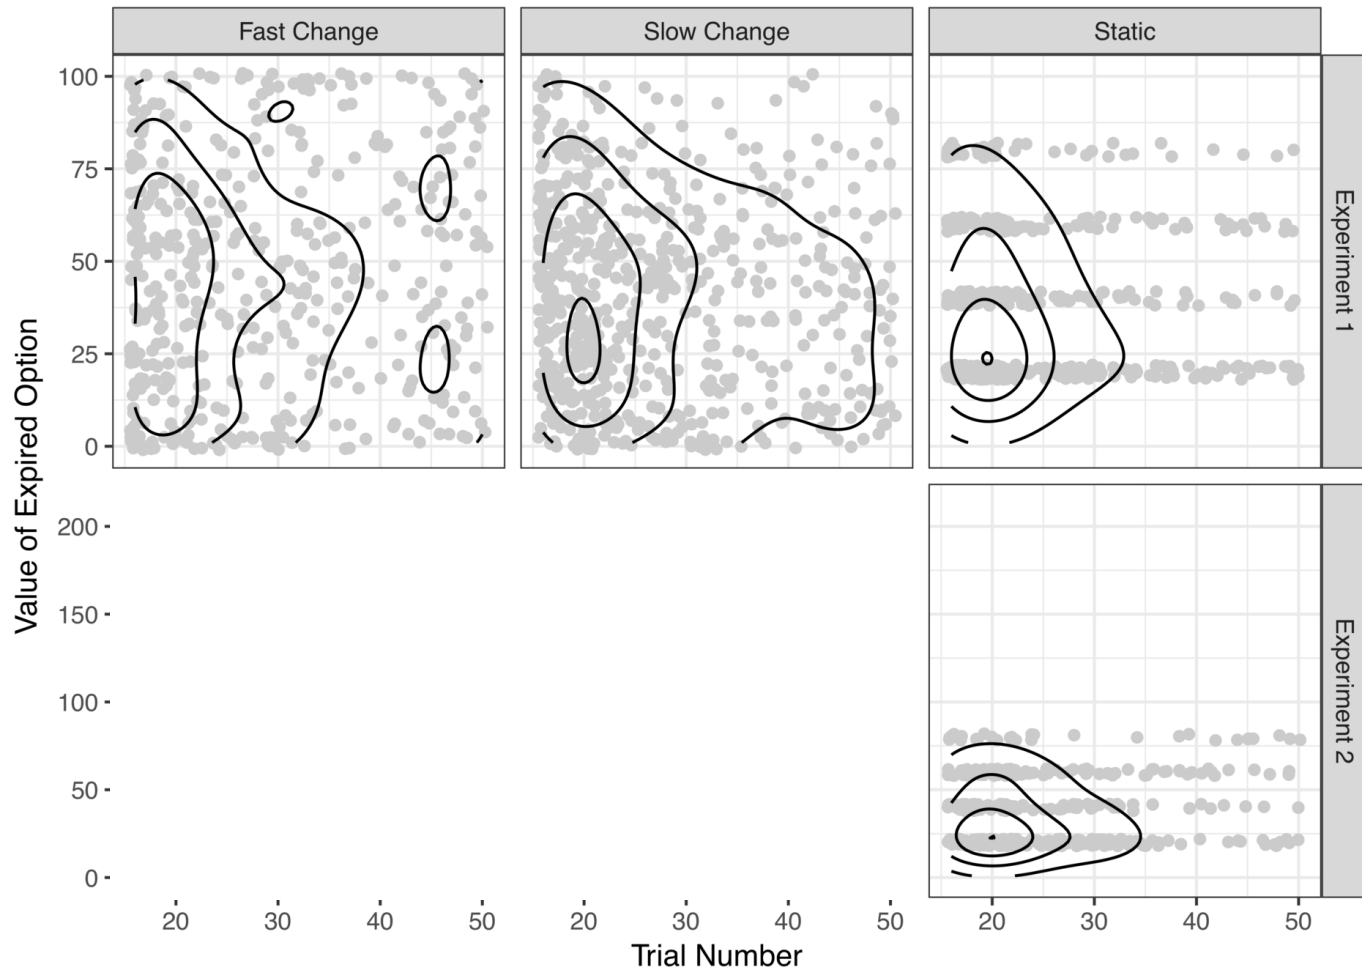 Fast Change
Slow Change
Static
Experiment 1
Experiment 2
Value of Expired Option
100
75
50
25
0
200
150
100
50
0
20 30 40 50
20 30 40 50
20 30 40 50
Trial Number